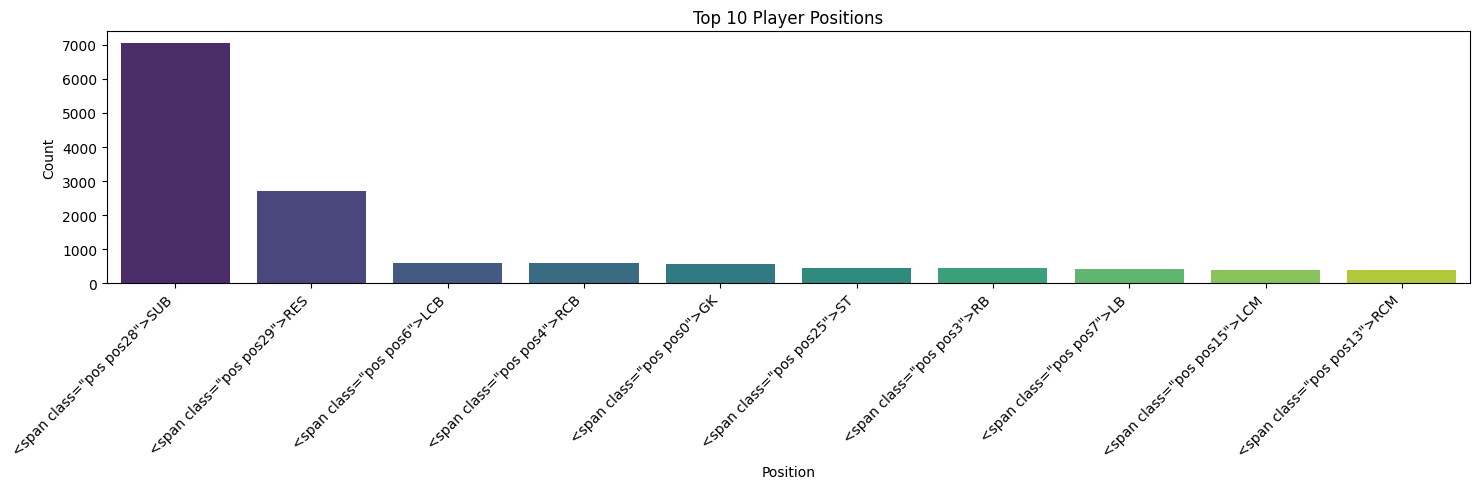 Top 10 Player Positions
Count
7000
6000
5000
4000
3000
2000
1000
0
<span class="pos pos28">SUB
<span class="pos pos29">RES
<span class="pos pos6">LCB
<span class="pos pos4">RCB
<span class="pos pos0">GK
<span class="pos pos25">ST
<span class="pos pos3">RB
<span class="pos pos7">LB
<span class="pos pos15">LCM
<span class="pos pos13">RCM
Position